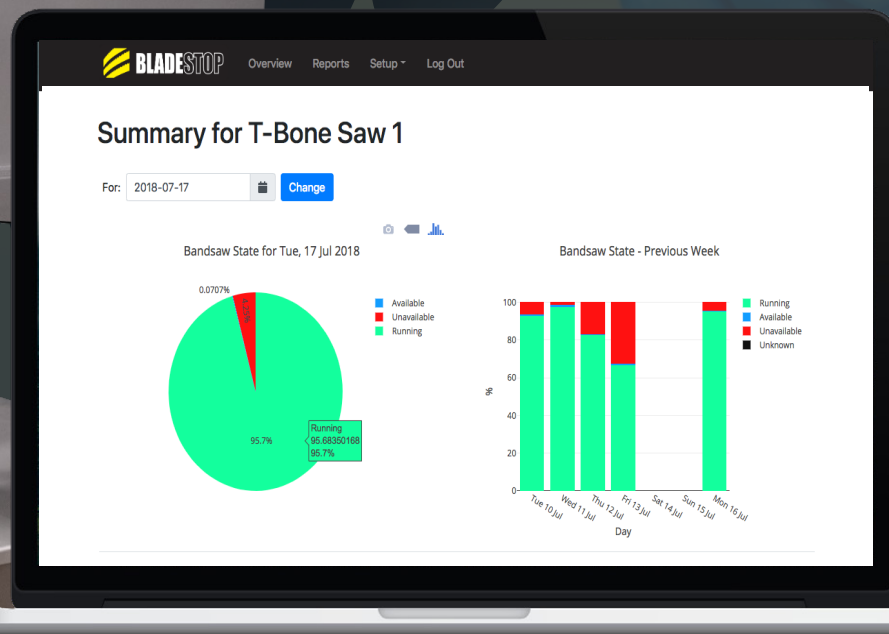 BLADESTOP Overview Reports Setup Log Out
Summary for T-Bone Saw 1
For: 2018-07-17 Change
Bandsaw State for Tue, 17 Jul 2018
0.0707%
95.7%
Running
95.68350168
95.7%
Available
Unavailable
Running
Bandsaw State - Previous Week
100
80
60
40
20
0
%
Tue 10 Jul
Wed 11 Jul
Thu 12 Jul
Fri 13 Jul
Sat 14 Jul
Sun 15 Jul
Mon 16 Jul
Day
Running
Available
Unavailable
Unknown